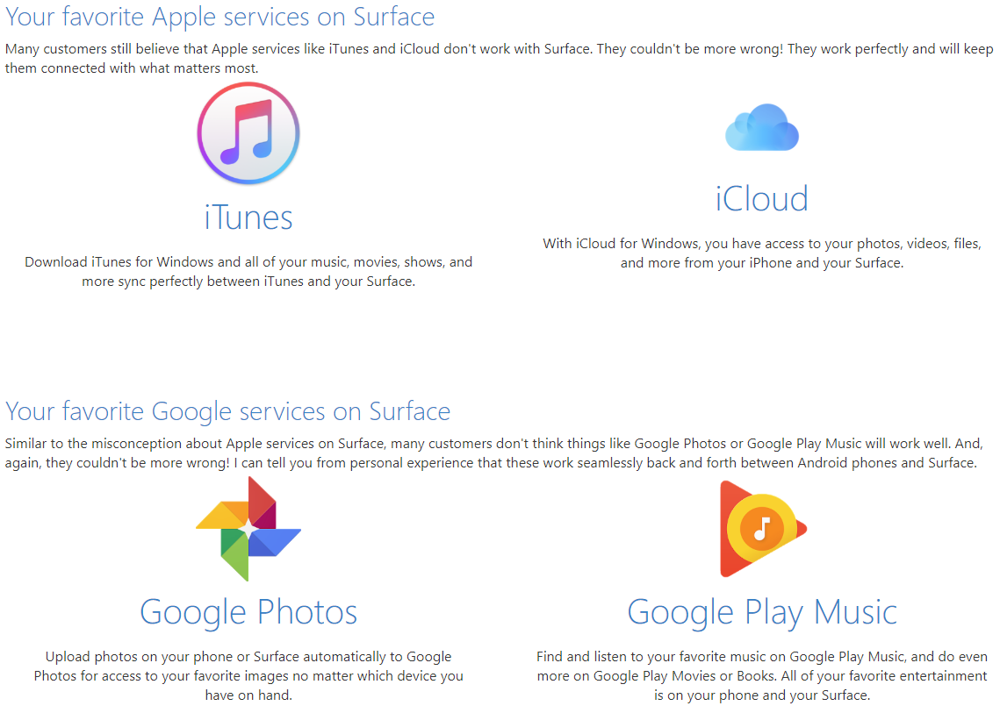 Your favorite Apple services on Surface
Many customers still believe that Apple services like iTunes and iCloud don't work with Surface. They couldn't be more wrong! They work perfectly and will keep
them connected with what matters most.
iTunes
Download iTunes for Windows and all of your music, movies, shows, and
more sync perfectly between iTunes and your Surface.
iCloud
With iCloud for Windows, you have access to your photos, videos, files,
and more from your iPhone and your Surface.
Your favorite Google services on Surface
Similar to the misconception about Apple services on Surface, many customers don't think things like Google Photos or Google Play Music will work well. And,
again, they couldn't be more wrong! I can tell you from personal experience that these work seamlessly back and forth between Android phones and Surface.
Google Photos
Upload photos on your phone or Surface automatically to Google
Photos for access to your favorite images no matter which device you
have on hand.
Google Play Music
Find and listen to your favorite music on Google Play Music, and do even
more on Google Play Movies or Books. All of your favorite entertainment
is on your phone and your Surface.